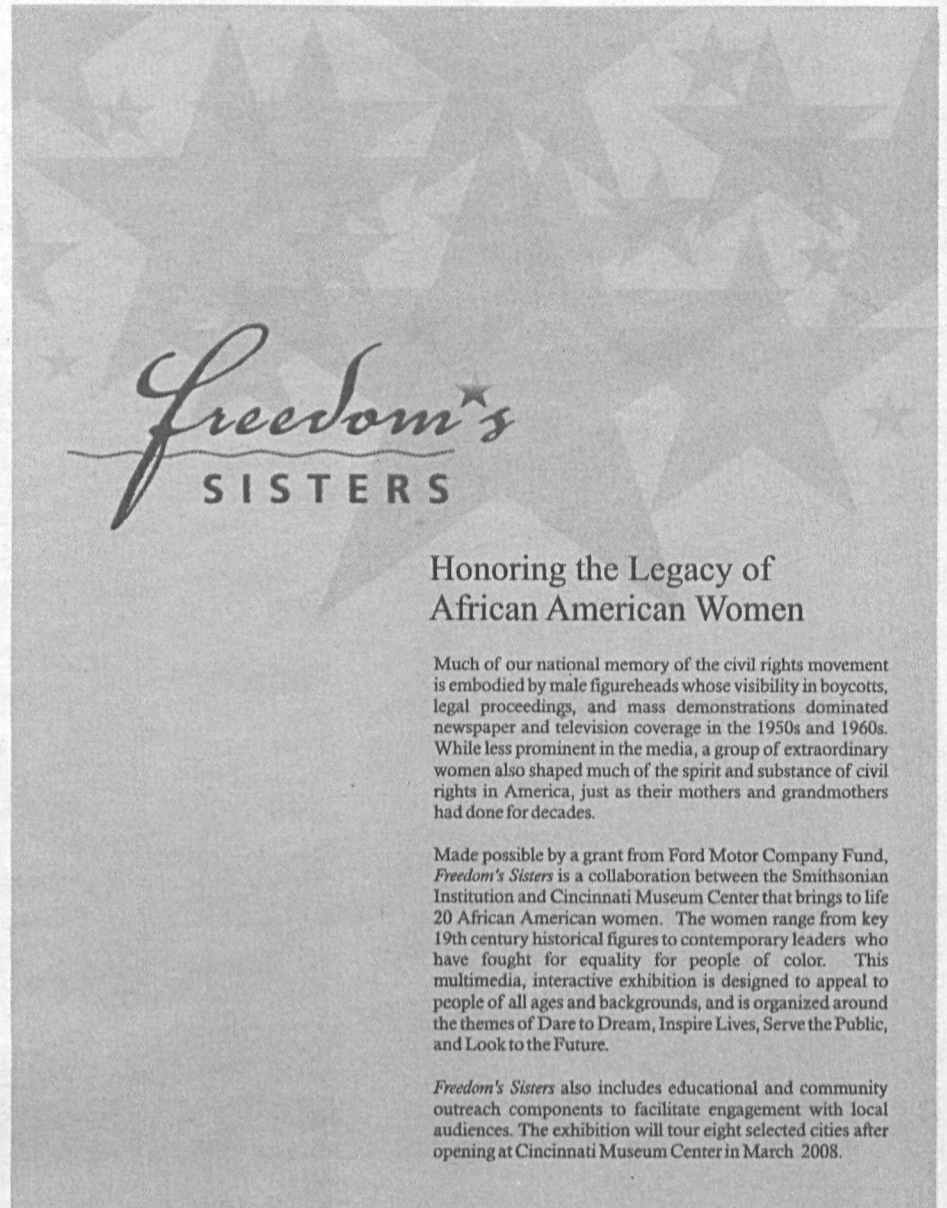 freedom's
SISTERS
Honoring the Legacy of
African American Women
Much of our national memory of the civil rights movement
is embodied by male figureheads whose visibility in boycotts,
legal proceedings, and mass demonstrations dominated
newspaper and television coverage in the 1950s and 1960s.
While less prominent in the media, a group of extraordinary
women also shaped much of the spirit and substance of civil
rights in America, just as their mothers and grandmothers
had done for decades.
Made possible by a grant from Ford Motor Company Fund,
Freedom's Sisters is a collaboration between the Smithsonian
Institution and Cincinnati Museum Center that brings to life
20 African American women. The women range from key
19th century historical figures to contemporary leaders who
have fought for equality for people of color. This
multimedia, interactive exhibition is designed to appeal to
people of all ages and backgrounds, and is organized around
the themes of Dare to Dream, Inspire Lives, Serve the Public,
and Look to the Future.
Freedom's Sisters also includes educational and community
outreach components to facilitate engagement with local
audiences. The exhibition will tour eight selected cities after
opening at Cincinnati Museum Center in March 2008.